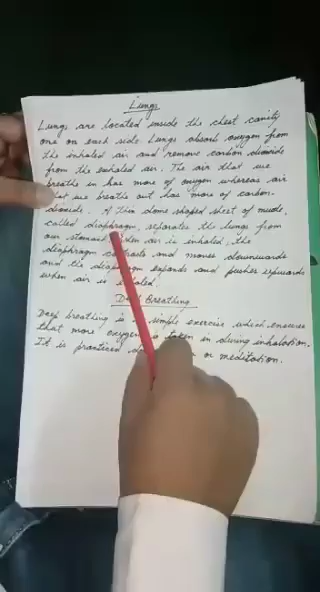 Lungs
Lungs are located inside the chest cavity
one on each side. Lungs absorb oxygen from
the inhaled air and remove carbon dioxide
from the exhaled air. The air that we
breathe in has more of oxygen whereas air
that we breathe out has more of carbon-
dioxide. A thin dome shaped sheet of muscle,
called diaphragm, separates the lungs from
our stomach. When air is inhaled, the
diaphragm contracts and moves downwards
and the diaphragm expands and pushes upwards
when air is exhaled.
Deep Breathing
Deep breathing is a simple exercise which ensures
that more oxygen is taken in during inhalation.
It is practiced or meditation.